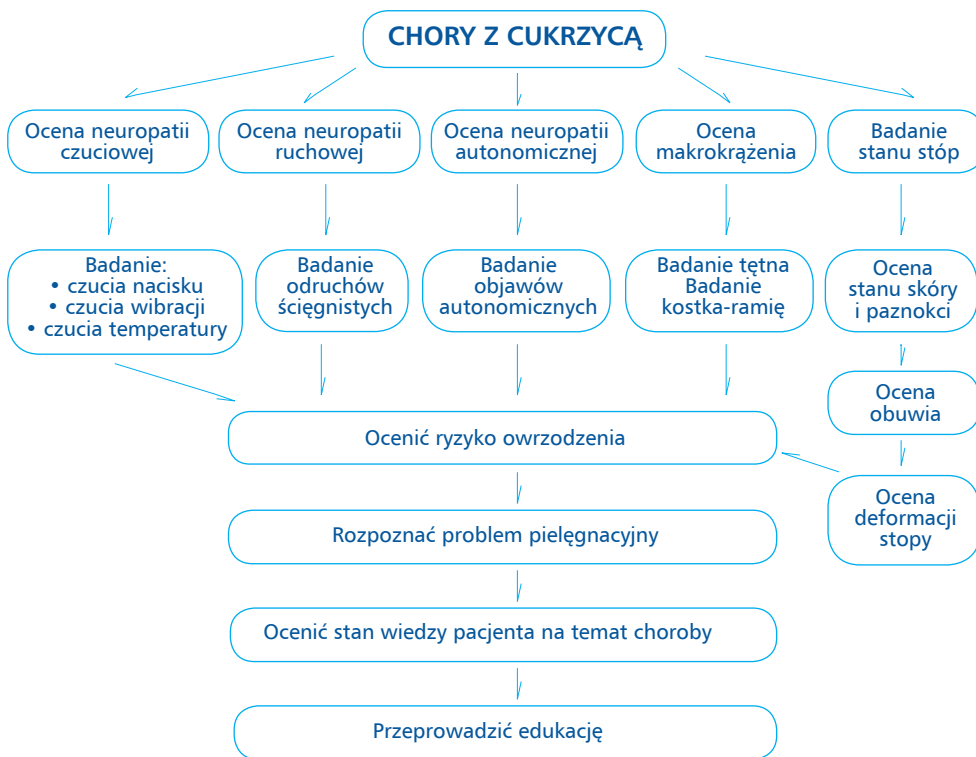 CHORY Z CUKRZYCĄ
Ocena neuropatii
czuciowej
Ocena neuropatii
ruchowej
Ocena neuropatii
autonomicznej
Ocena
makrokrążenia
Badanie
stanu stóp
Badanie:
• czucia nacisku
• czucia wibracji
• czucia temperatury
Badanie
odruchów
ścięgnistych
Badanie
objawów
autonomicznych
Badanie tętna
Badanie
kostka-ramię
Ocena
stanu skóry
i paznokci
Ocena
obuwia
Ocena
deformacji
stopy
Ocenić ryzyko owrzodzenia
Rozpoznać problem pielęgnacyjny
Ocenić stan wiedzy pacjenta na temat choroby
Przeprowadzić edukację